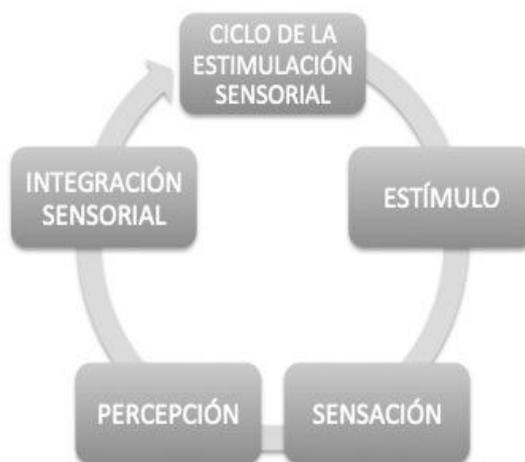 CICLO DE LA
ESTIMULACIÓN
SENSORIAL
ESTÍMULO
SENSACIÓN
PERCEPCIÓN
INTEGRACIÓN
SENSORIAL